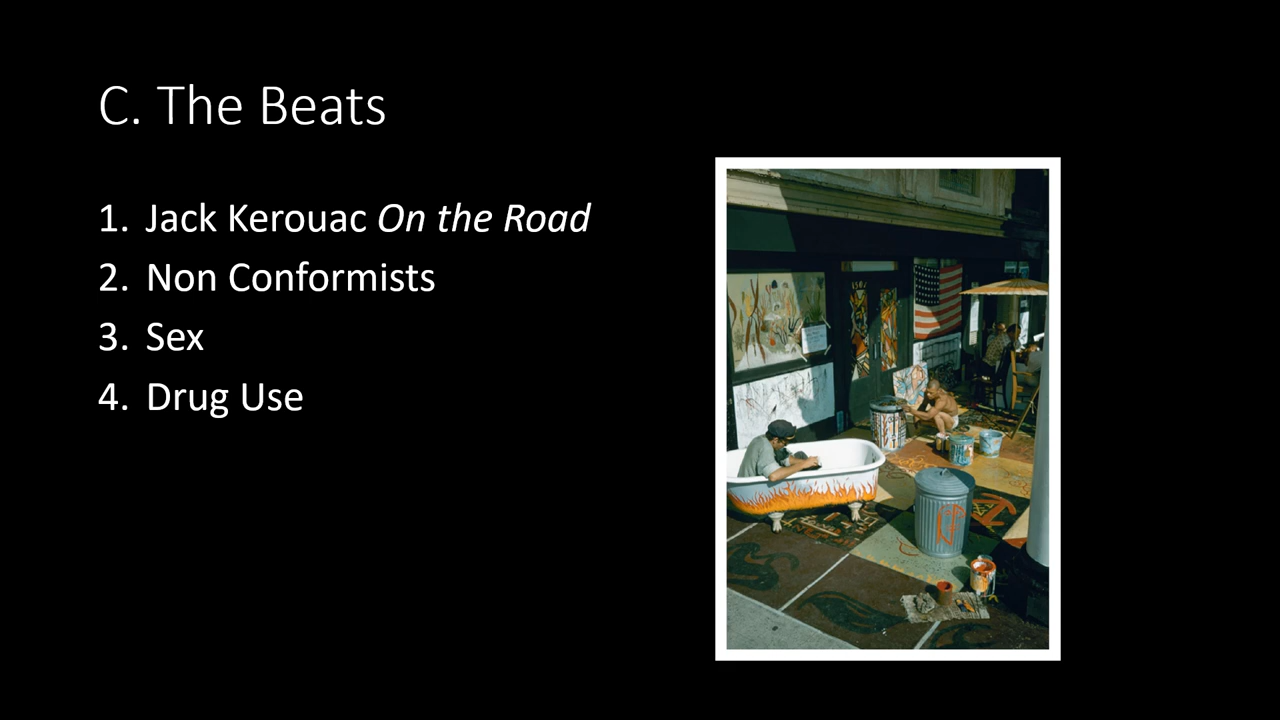 C. The Beats
1. Jack Kerouac On the Road
2. Non Conformists
3. Sex
4. Drug Use